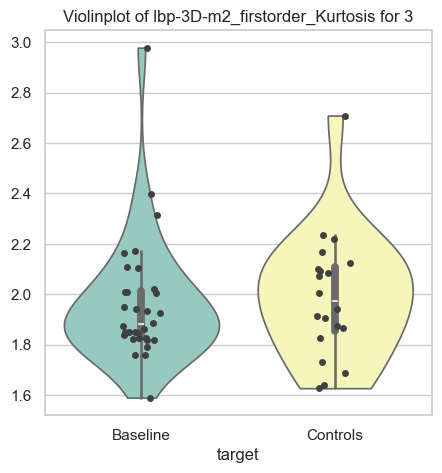 Violinplot of lbp-3D-m2_firstorder_Kurtosis for 3
3.0
2.8
2.6
2.4
2.2
2.0
1.8
1.6
Baseline Controls
target